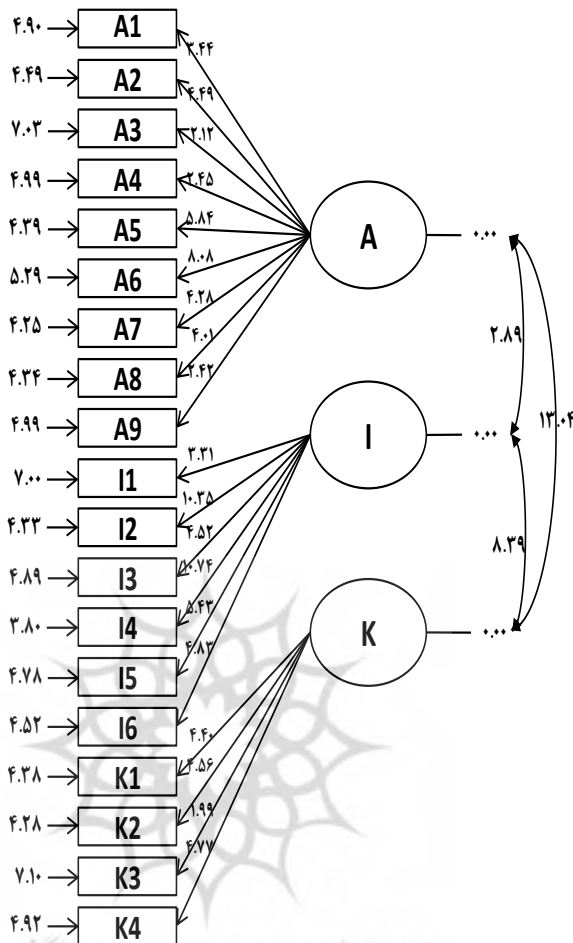 ۴.۹۰ A1 ۳.۴۴
۴.۴۹ A2 ۴.۴۹
۷.۰۳ A3 ۲.۱۲
۴.۹۹ A4 ۲.۴۵
۴.۳۹ A5 ۵.۸۴ A ۰.۰۰
۵.۲۹ A6 ۸.۰۸
۴.۲۵ A7 ۴.۲۸
۴.۳۴ A8 ۴.۰۱ ۲.۸۹
۴.۹۹ A9 ۲.۴۲ I ۰.۰۰ ۱۳.۰۴
۷.۰۰ I1 ۳.۳۱
۴.۳۳ I2 ۱۰.۳۵
۴.۸۹ I3 ۴.۵۲ ۸.۳۹
۳.۸۰ I4 ۱۰.۷۴
۴.۷۸ I5 ۵.۴۳ K ۰.۰۰
۴.۵۲ I6 ۴.۸۳
۴.۳۸ K1 ۴.۴۰
۴.۲۸ K2 ۴.۵۶
۷.۱۰ K3 ۱.۹۹
۴.۹۲ K4 ۴.۷۷